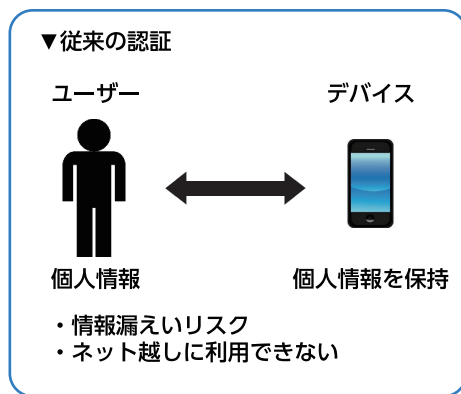 ▼従来の認証
ユーザー
デバイス
個人情報
個人情報を保持
・情報漏えいリスク
・ネット越しに利用できない